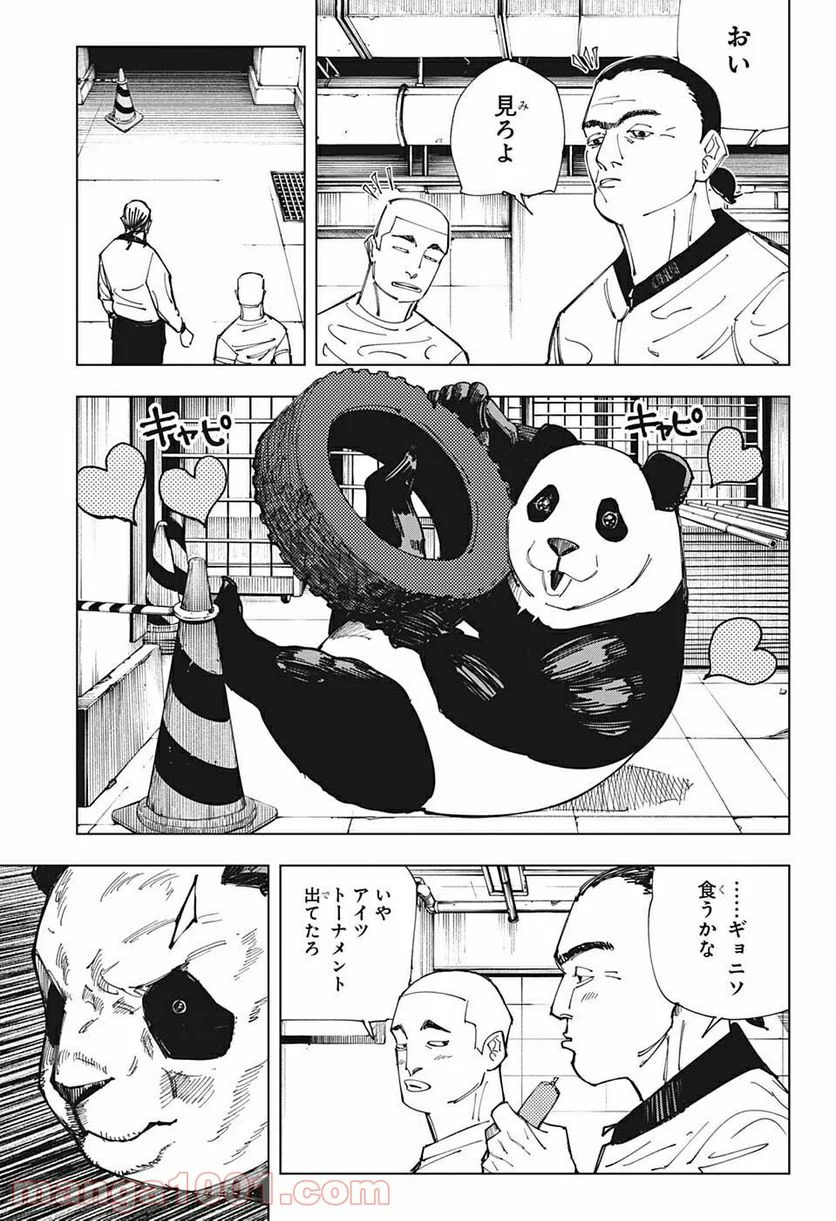 おい
見ろよ
キャピ
キャピ
……ギョニソ
食うかな
いや
アイツ
トーナメント
出てたろ
manga1001.com